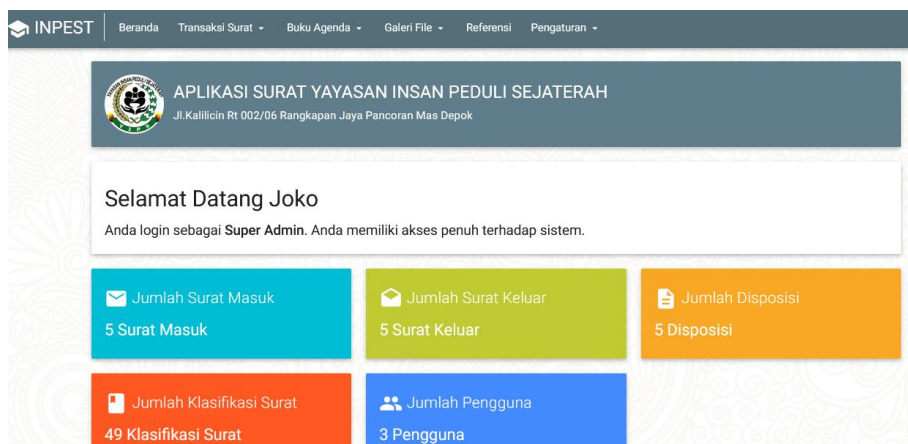 INPEST
Beranda
Transaksi Surat
Buku Agenda
Galeri File
Referensi
Pengaturan
APLIKASI SURAT YAYASAN INSAN PEDULI SEJATERAH
Jl.Kalilicin Rt 002/06 Rangkapan Jaya Pancoran Mas Depok
Selamat Datang Joko
Anda login sebagai Super Admin. Anda memiliki akses penuh terhadap sistem.
Jumlah Surat Masuk
5 Surat Masuk
Jumlah Surat Keluar
5 Surat Keluar
Jumlah Disposisi
5 Disposisi
Jumlah Klasifikasi Surat
49 Klasifikasi Surat
Jumlah Pengguna
3 Pengguna